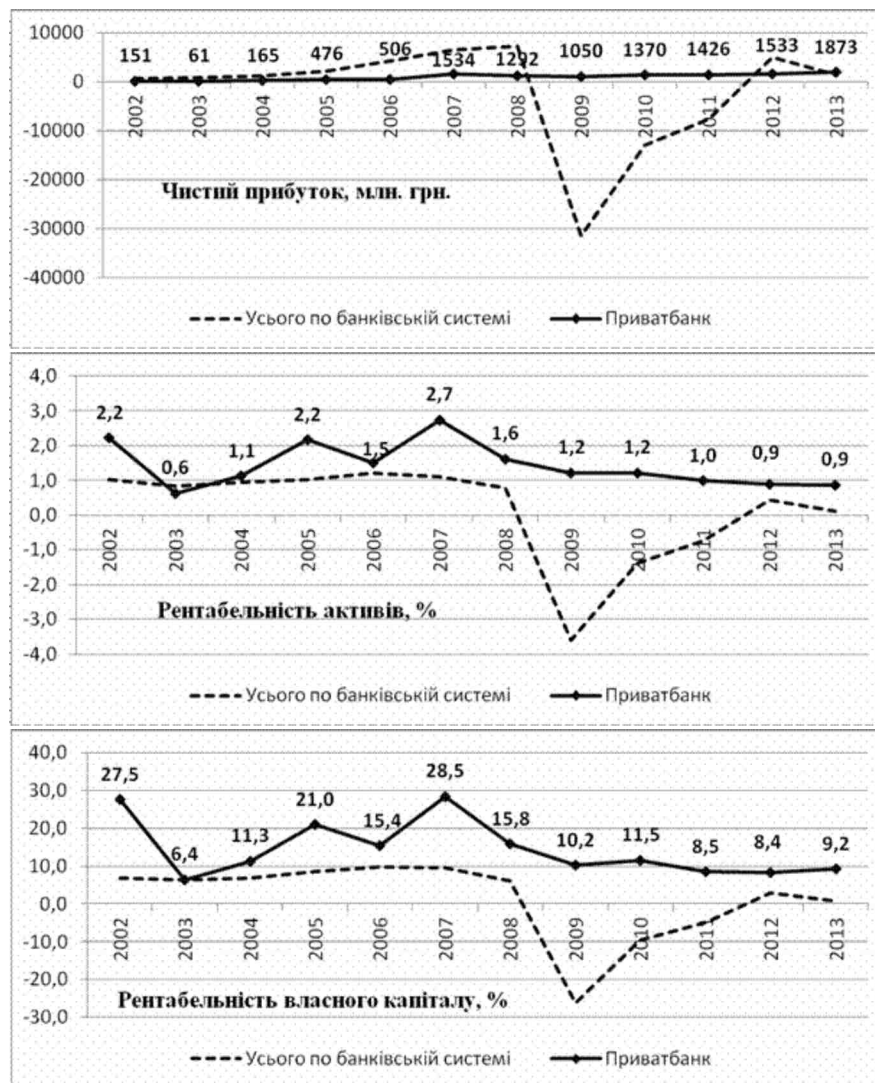 10000
151 61 165 476 506 1534 1292 1050 1370 1426 1533 1873
0
2002 2003 2004 2005 2006 2007 2008 2009 2010 2011 2012 2013
-10000
-20000
Чистий прибуток, млн. грн.
-30000
-40000
Усього по банківській системі Приватбанк
4,0
3,0
2,0
1,0
0,0
-1,0
-2,0
-3,0
-4,0
2,2 0,6 1,1 2,2 1,5 2,7 1,6 1,2 1,2 1,0 0,9 0,9
2002 2003 2004 2005 2006 2007 2008 2009 2010 2011 2012 2013
Рентабельність активів, %
Усього по банківській системі Приватбанк
40,0
30,0
20,0
10,0
0,0
-10,0
-20,0
-30,0
27,5 6,4 11,3 21,0 15,4 28,5 15,8 10,2 11,5 8,5 8,4 9,2
2002 2003 2004 2005 2006 2007 2008 2009 2010 2011 2012 2013
Рентабельність власного капіталу, %
Усього по банківській системі Приватбанк